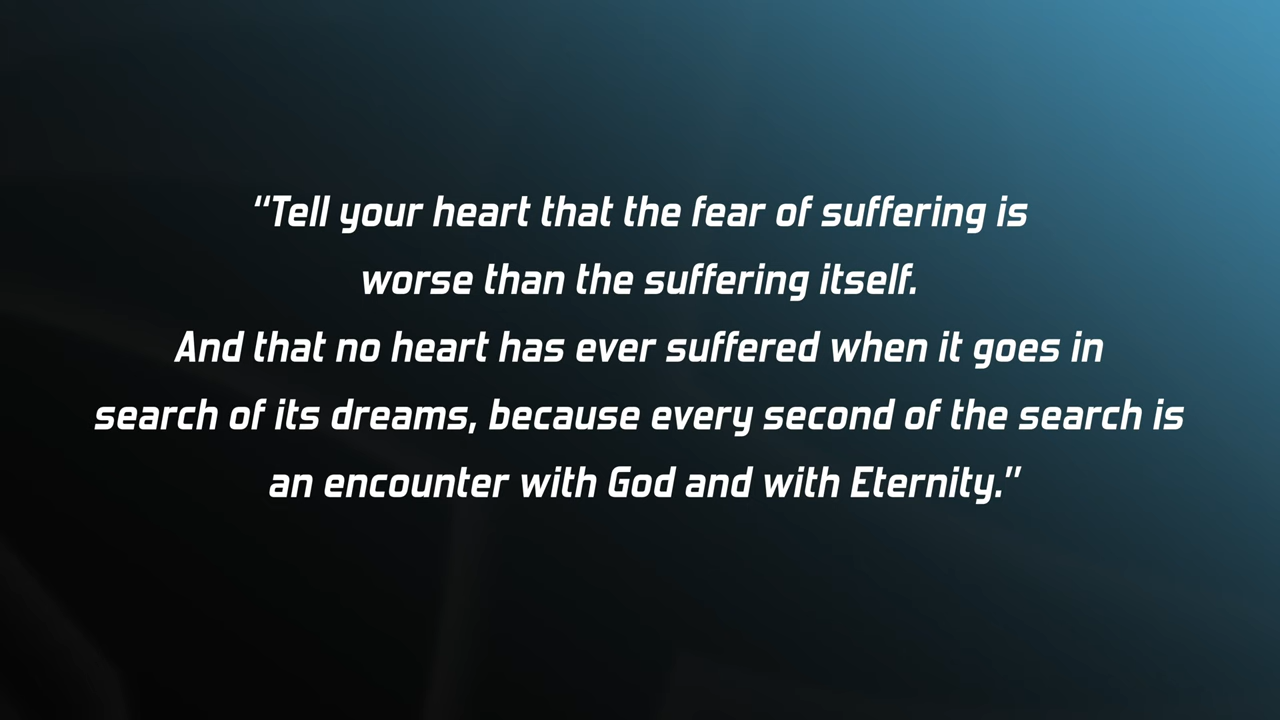 “Tell your heart that the fear of suffering is
worse than the suffering itself.
And that no heart has ever suffered when it goes in
search of its dreams, because every second of the search is
an encounter with God and with Eternity.”